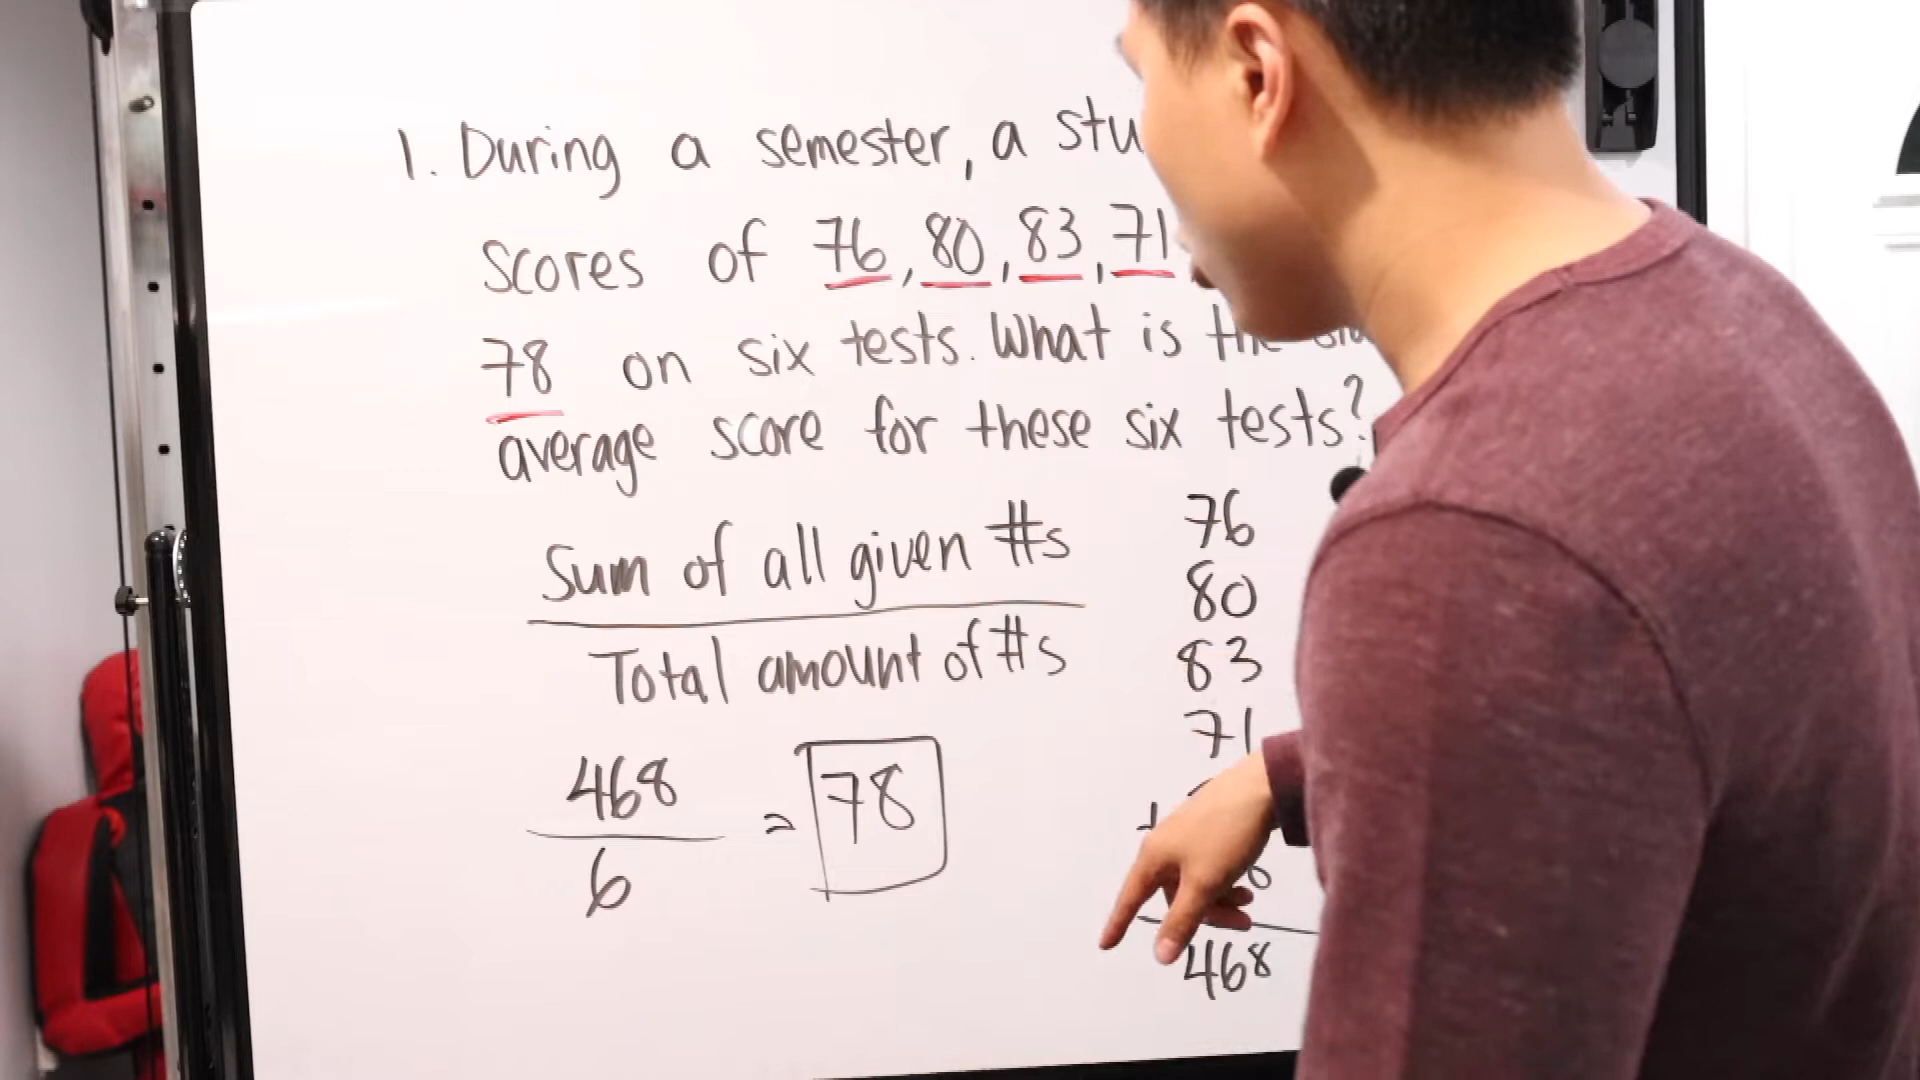 1. During a semester, a stu
scores of 76, 80, 83, 71
78 on six tests. What is the
average score for these six tests?
Sum of all given #s
Total amount of #s
468
6
= 78
76
80
83
71
+
468